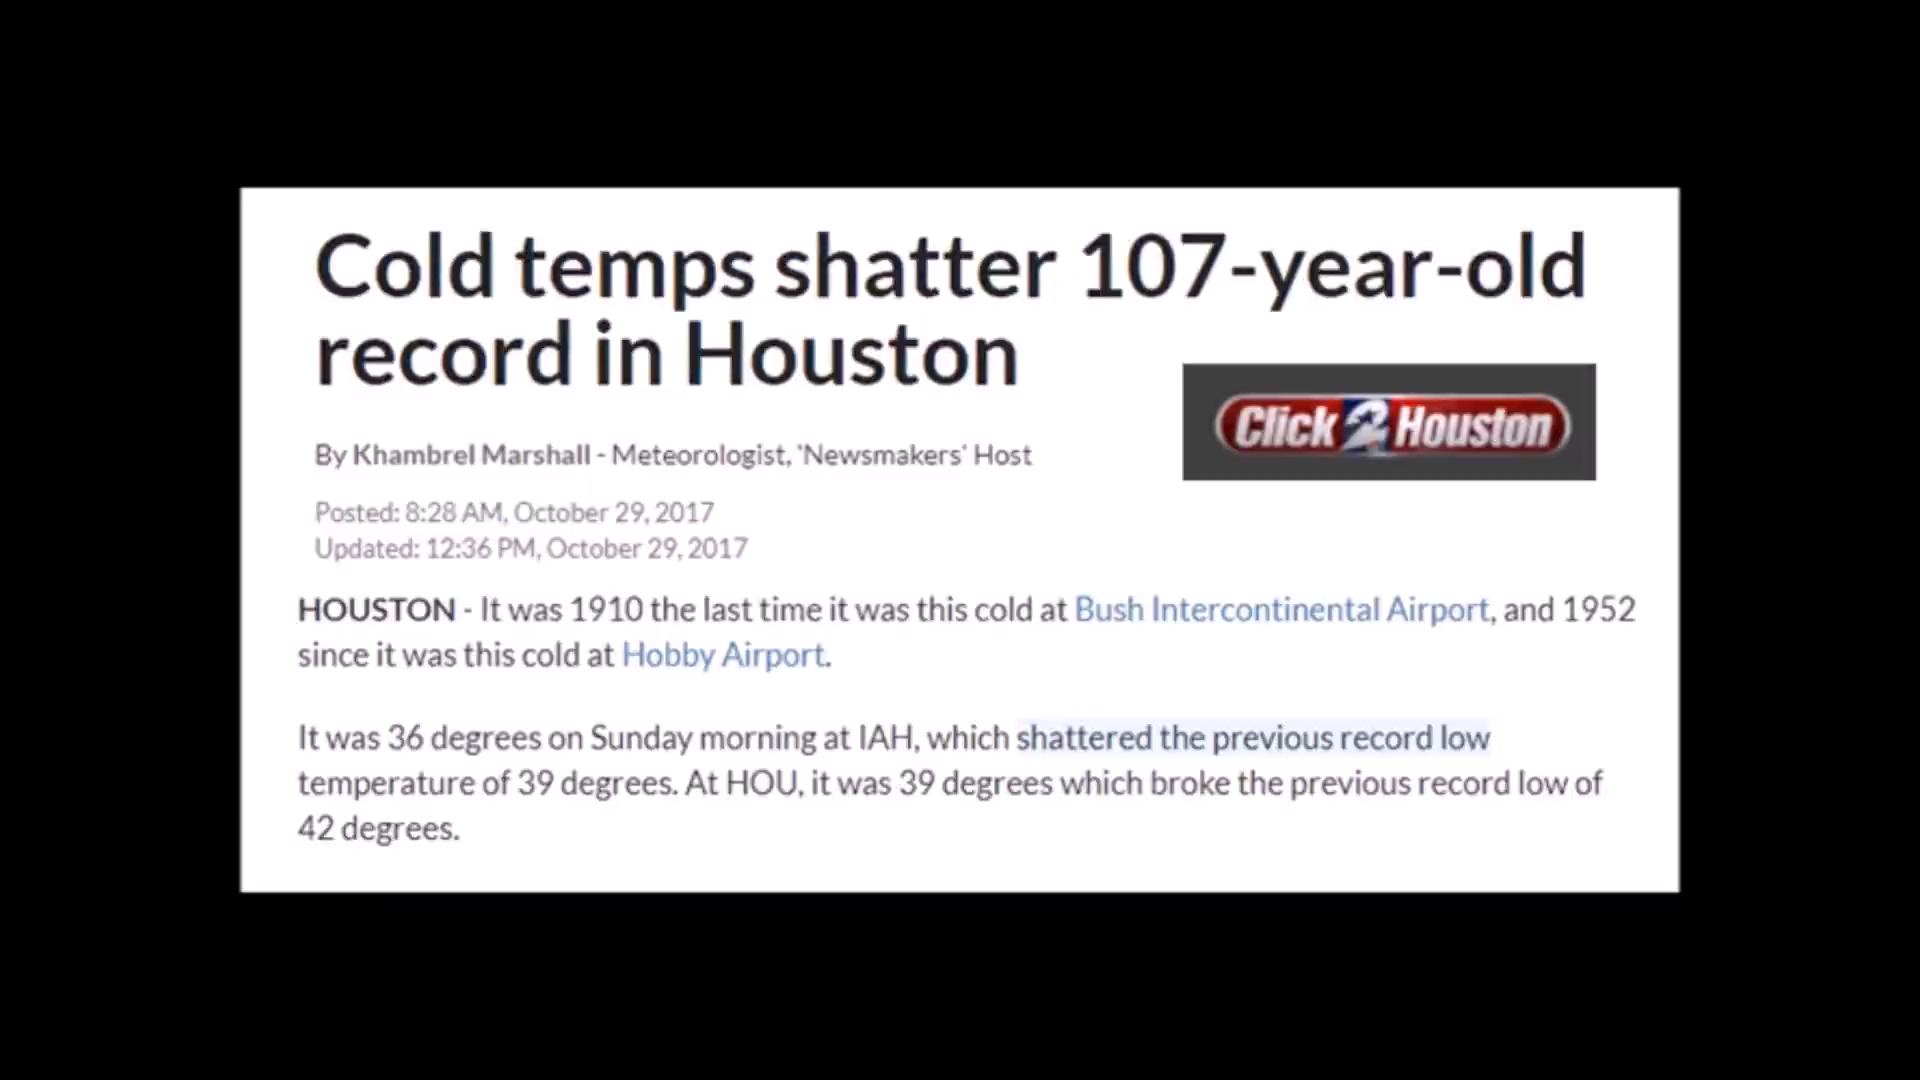 Cold temps shatter 107-year-old
record in Houston
Click 2 Houston
By Khambrel Marshall - Meteorologist, 'Newsmakers' Host
Posted: 8:28 AM, October 29, 2017
Updated: 12:36 PM, October 29, 2017
HOUSTON - It was 1910 the last time it was this cold at Bush Intercontinental Airport, and 1952
since it was this cold at Hobby Airport.
It was 36 degrees on Sunday morning at IAH, which shattered the previous record low
temperature of 39 degrees. At HOU, it was 39 degrees which broke the previous record low of
42 degrees.